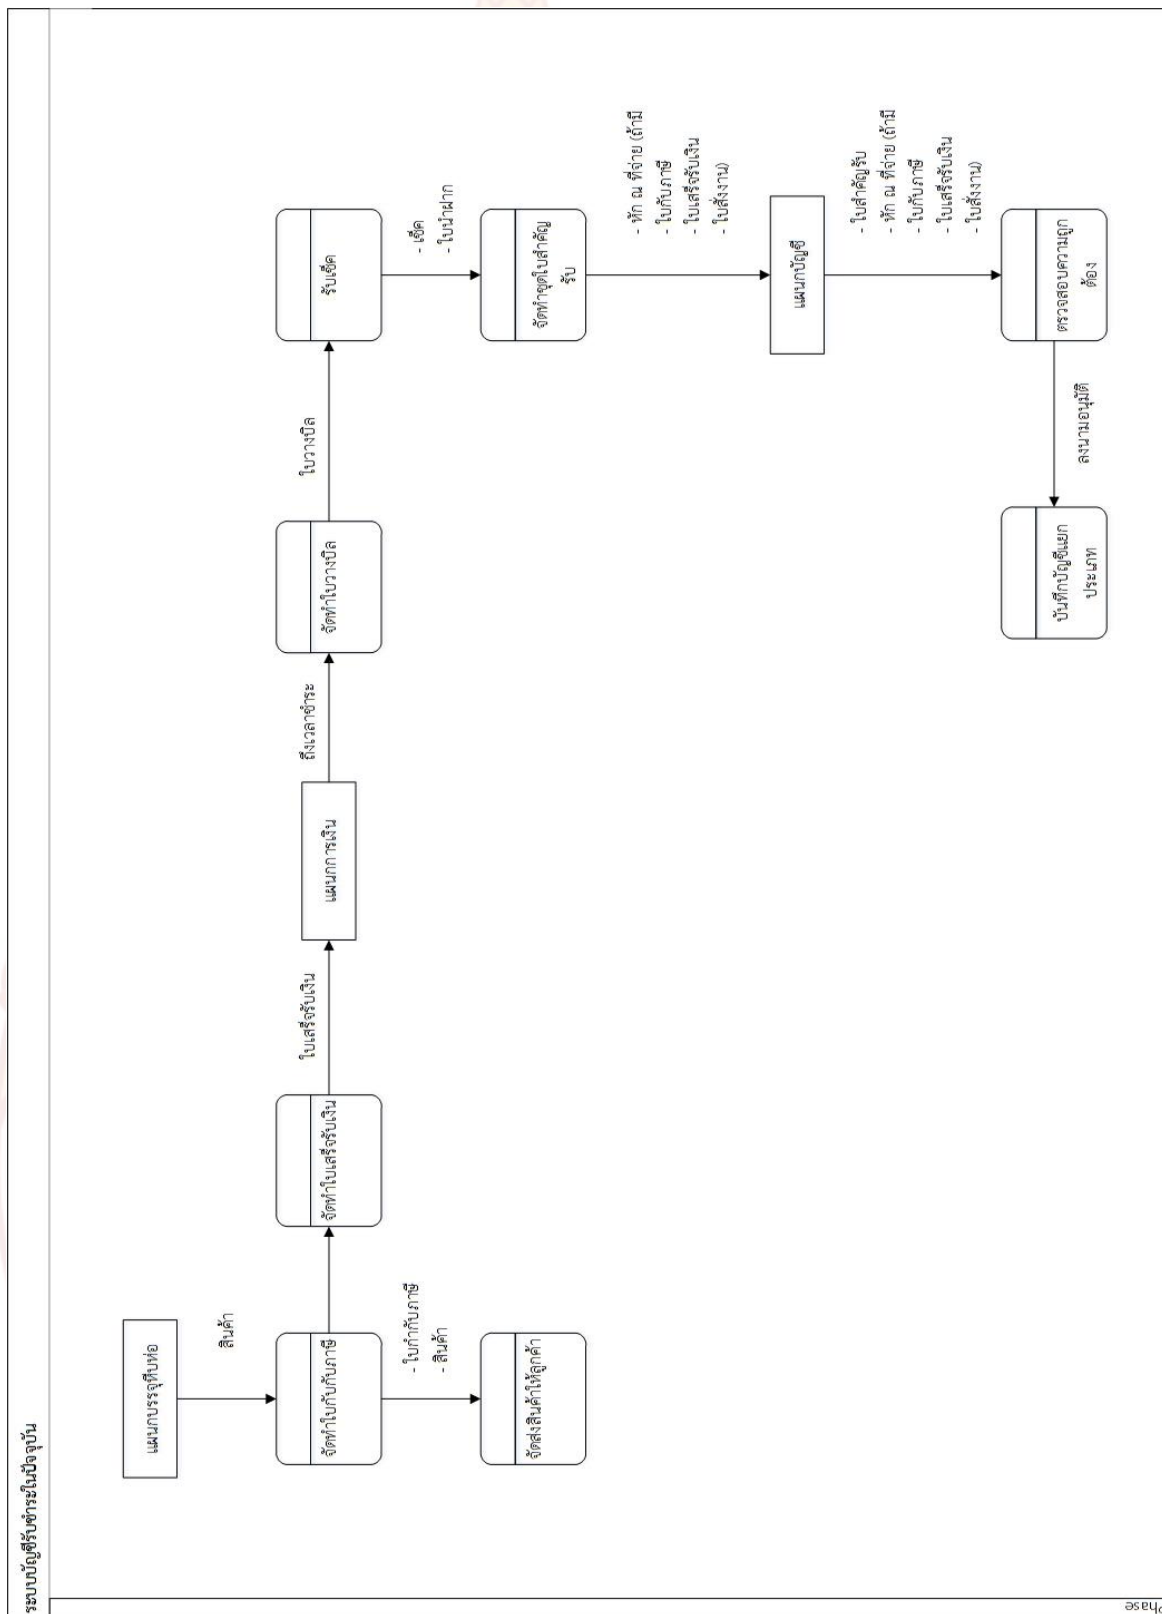 ระบบบัญชีรับชำระในปัจจุบัน
แผนกบรรจุหีบห่อ
สินค้า
จัดทำใบกับกับภาษี
- ใบกำกับภาษี
- สินค้า
จัดส่งสินค้าให้ลูกค้า
จัดทำใบเสร็จรับเงิน
ใบเสร็จรับเงิน
แผนกการเงิน
ถึงเวลาชำระ
จัดทำใบวางบิล
ใบวางบิล
รับเช็ค
- เช็ค
- ใบนำฝาก
จัดทำชุดใบสำคัญ
รับ
- หัก ณ ที่จ่าย (ถ้ามี
- ใบกับภาษี
- ใบเสร็จรับเงิน
- ใบสั่งงาน)
แผนกบัญชี
- ใบสำคัญรับ
- หัก ณ ที่จ่าย (ถ้ามี
- ใบกับภาษี
- ใบเสร็จรับเงิน
- ใบสั่งงาน)
ตรวจสอบความถูก
ต้อง
ลงนามอนุมัติ
บันทึกบัญชีแยก
ประเภท
Phase